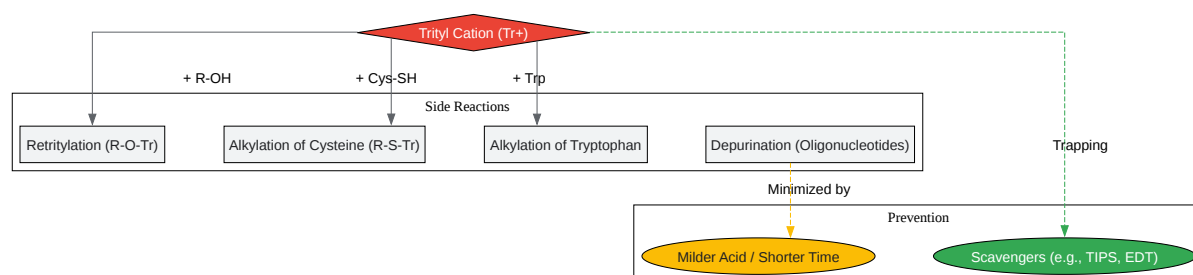 Trityl Cation (Tr+)
+ R-OH
+ Cys-SH
+ Trp
Side Reactions
Retritylation (R-O-Tr)
Alkylation of Cysteine (R-S-Tr)
Alkylation of Tryptophan
Depurination (Oligonucleotides)
Trapping
Minimized by
Prevention
Milder Acid / Shorter Time
Scavengers (e.g., TIPS, EDT)